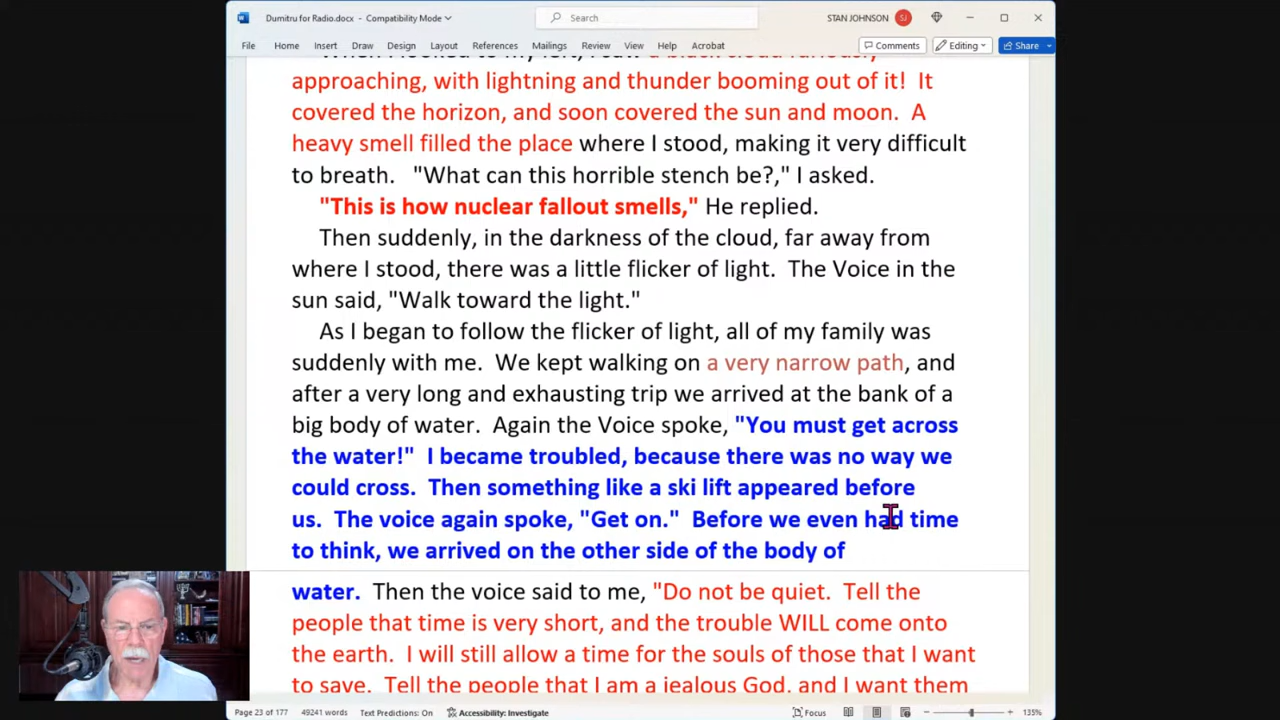 Dumitru for Radio.docx - Compatibility Mode
Search
STAN JOHNSON SJ
File Home Insert Draw Design Layout References Mailings Review View Help Acrobat Comments Editing Share
approaching, with lightning and thunder booming out of it!  It
covered the horizon, and soon covered the sun and moon.  A
heavy smell filled the place where I stood, making it very difficult
to breath.   "What can this horrible stench be?," I asked.
"This is how nuclear fallout smells," He replied.
Then suddenly, in the darkness of the cloud, far away from
where I stood, there was a little flicker of light.  The Voice in the
sun said, "Walk toward the light."
As I began to follow the flicker of light, all of my family was
suddenly with me.  We kept walking on a very narrow path, and
after a very long and exhausting trip we arrived at the bank of a
big body of water.  Again the Voice spoke, "You must get across
the water!"  I became troubled, because there was no way we
could cross.  Then something like a ski lift appeared before
us.  The voice again spoke, "Get on."  Before we even had time
to think, we arrived on the other side of the body of
water.  Then the voice said to me, "Do not be quiet.  Tell the
people that time is very short, and the trouble WILL come onto
the earth.  I will still allow a time for the souls of those that I want
to save.  Tell the people that I am a jealous God, and I want them
Page 23 of 177 49241 words Text Predictions: On Accessibility: Investigate Focus 135%